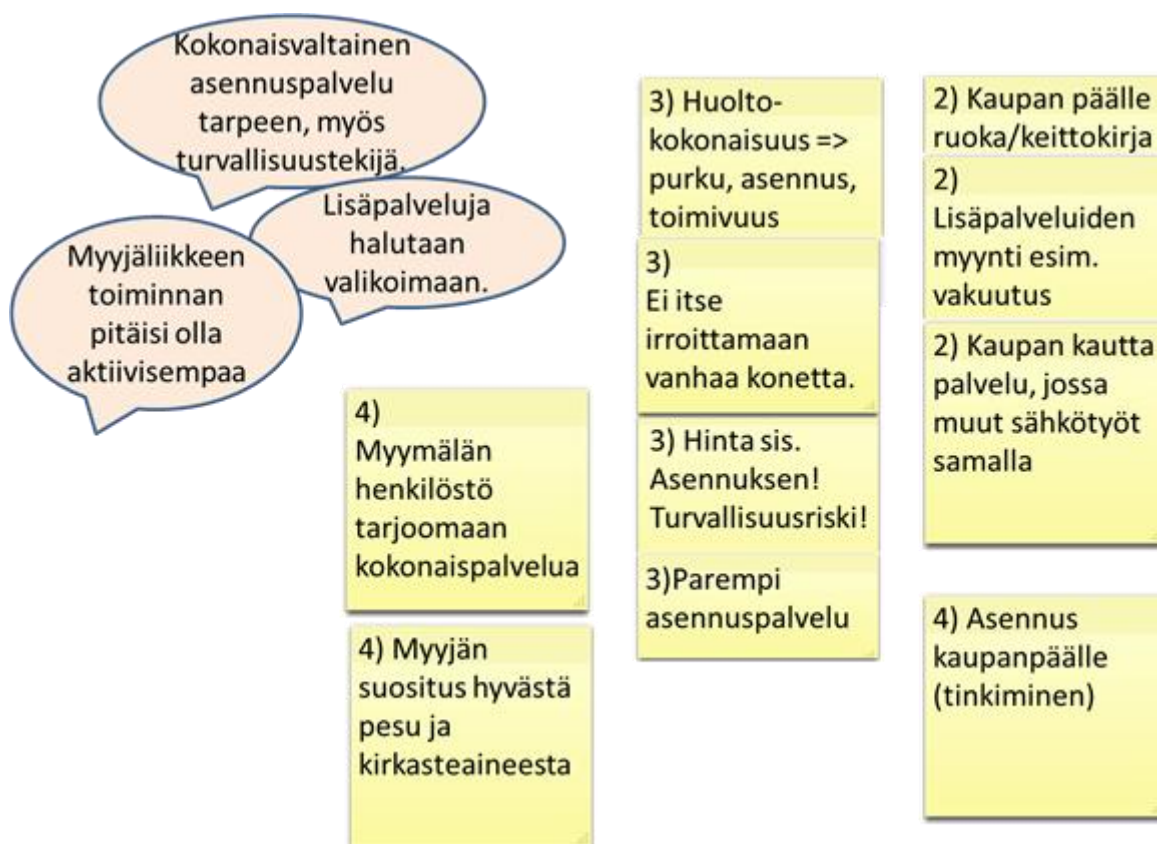 Kokonaisvaltainen
asennuspalvelu
tarpeen, myös
turvallisuustekijä.
Lisäpalveluja
halutaan
valikoimaan.
Myyjäliikkeen
toiminnan
pitäisi olla
aktiivisempaa
4)
Myymälän
henkilöstö
tarjoomaan
kokonaispalvelua
4) Myyjän
suositus hyvästä
pesu ja
kirkasteaineesta
3) Huolto-
kokonaisuus =>
purku, asennus,
toimivuus
3)
Ei itse
irroittamaan
vanhaa konetta.
3) Hinta sis.
Asennuksen!
Turvallisuusriski!
3)Parempi
asennuspalvelu
2) Kaupan päälle
ruoka/keittokirja
2)
Lisäpalveluiden
myynti esim.
vakuutus
2) Kaupan kautta
palvelu, jossa
muut sähkötyöt
samalla
4) Asennus
kaupanpäälle
(tinkiminen)